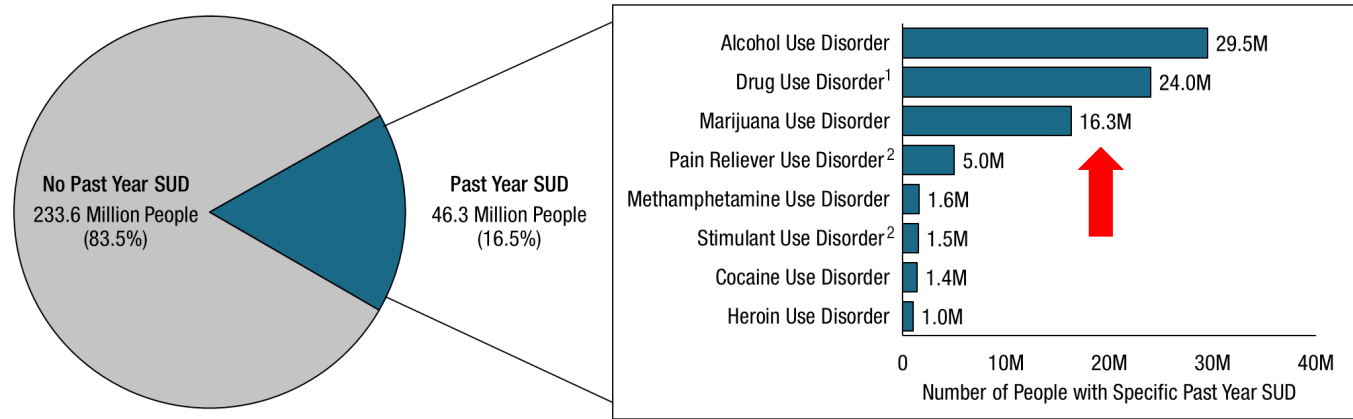 No Past Year SUD
233.6 Million People
(83.5%)
Past Year SUD
46.3 Million People
(16.5%)
Alcohol Use Disorder 29.5M
Drug Use Disorder¹ 24.0M
Marijuana Use Disorder 16.3M
Pain Reliever Use Disorder² 5.0M
Methamphetamine Use Disorder 1.6M
Stimulant Use Disorder² 1.5M
Cocaine Use Disorder 1.4M
Heroin Use Disorder 1.0M
0 10M 20M 30M 40M
Number of People with Specific Past Year SUD